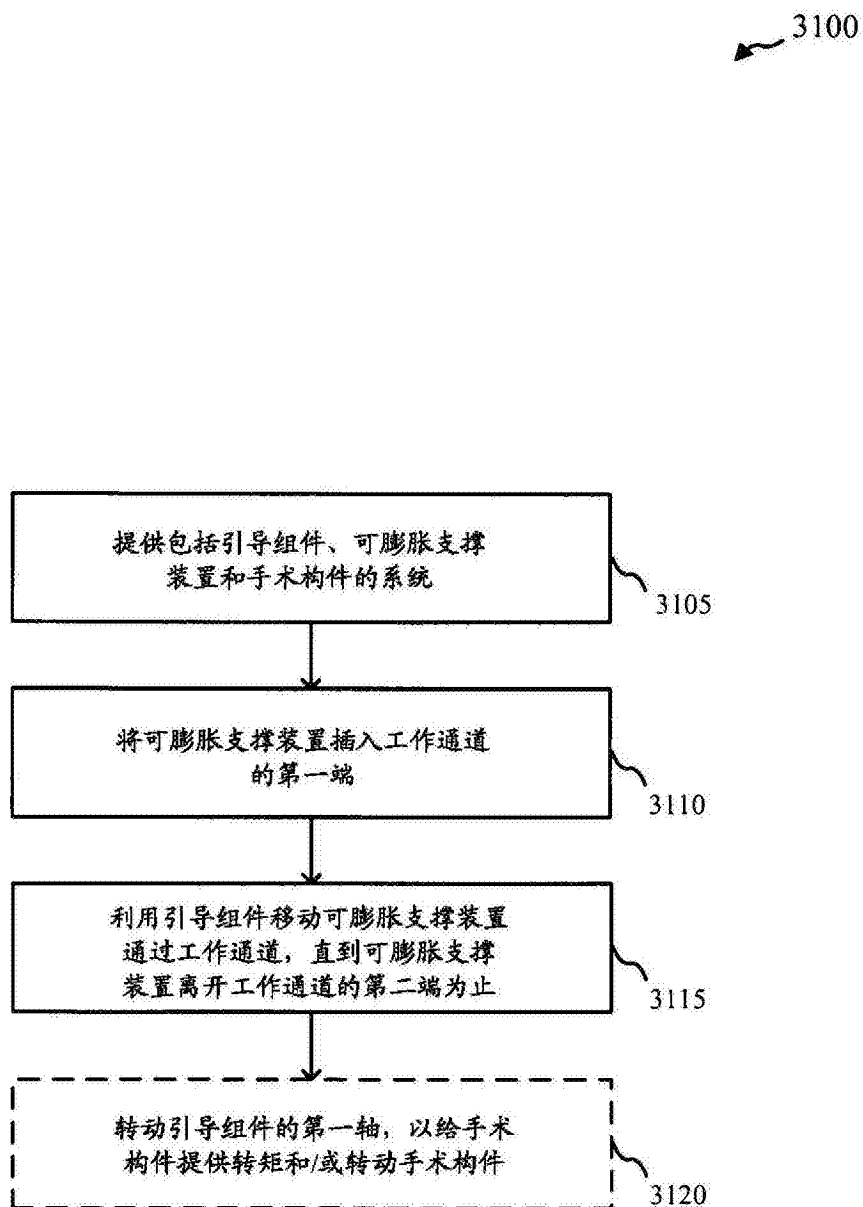 3100
提供包括引导组件、可膨胀支撑
装置和手术构件的系统
3105
将可膨胀支撑装置插入工作通道
的第一端
3110
利用引导组件移动可膨胀支撑装置
通过工作通道，直到可膨胀支撑
装置离开工作通道的第二端为止
3115
转动引导组件的第一轴，以给手术
构件提供转矩和/或转动手术构件
3120